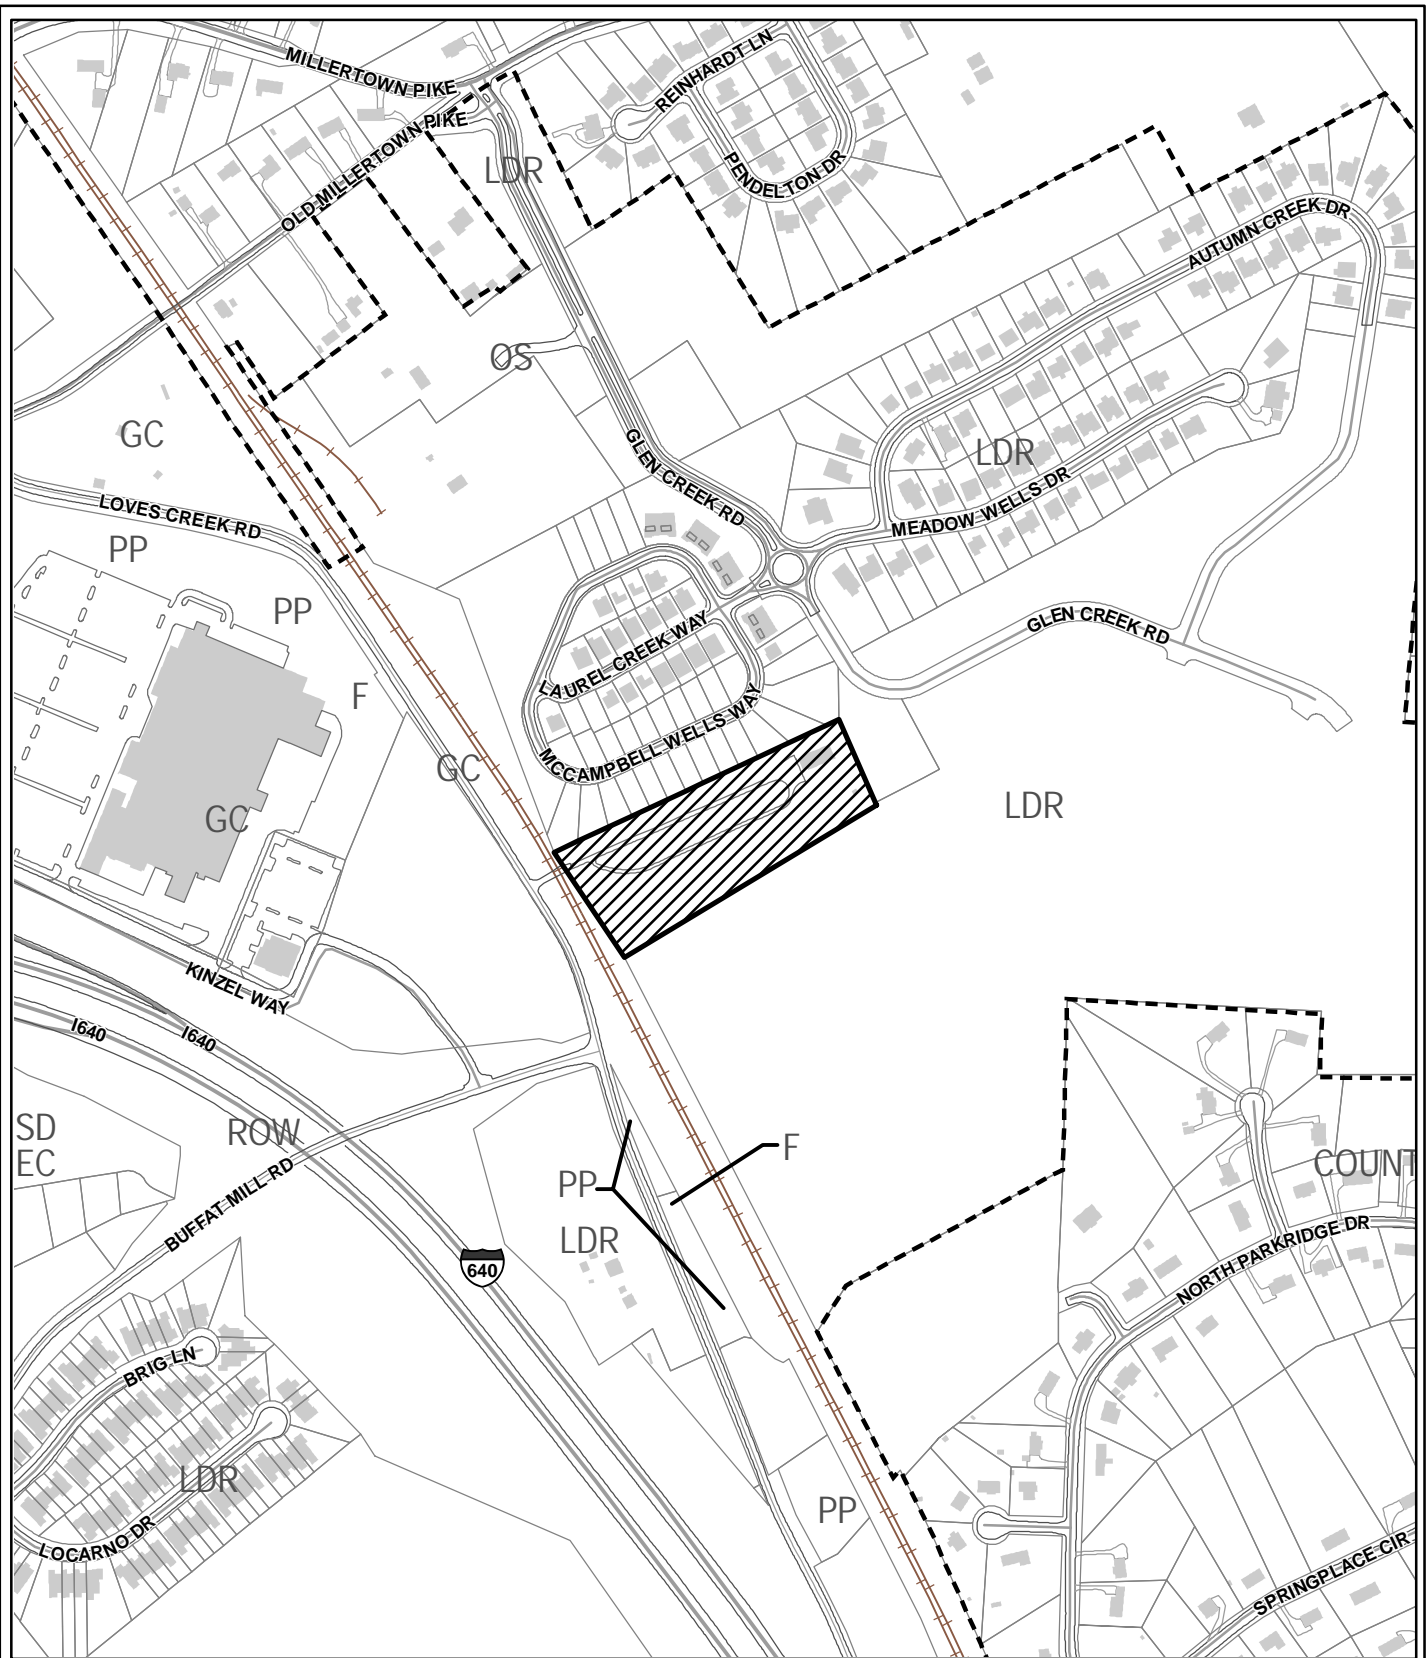 MILLERTOWN PIKE
REINHARDT LN
OLD MILLERTOWN PIKE
LDR
PENDELTON DR
AUTUMN CREEK DR
OS
GC
GLEN CREEK RD
LDR
LOVES CREEK RD
MEADOW WELLS DR
PP
PP
GLEN CREEK RD
LAUREL CREEK WAY
F
MCCAMPBELL WELLS WAY
GC
GC
LDR
KINZEL WAY
I640
I640
SD
EC
ROW
F
COUNT
PP
BUFFAT MILL RD
LDR
640
NORTH PARKRIDGE DR
BRIG LN
LDR
PP
LOCARNO DR
SPRINGPLACE CIR